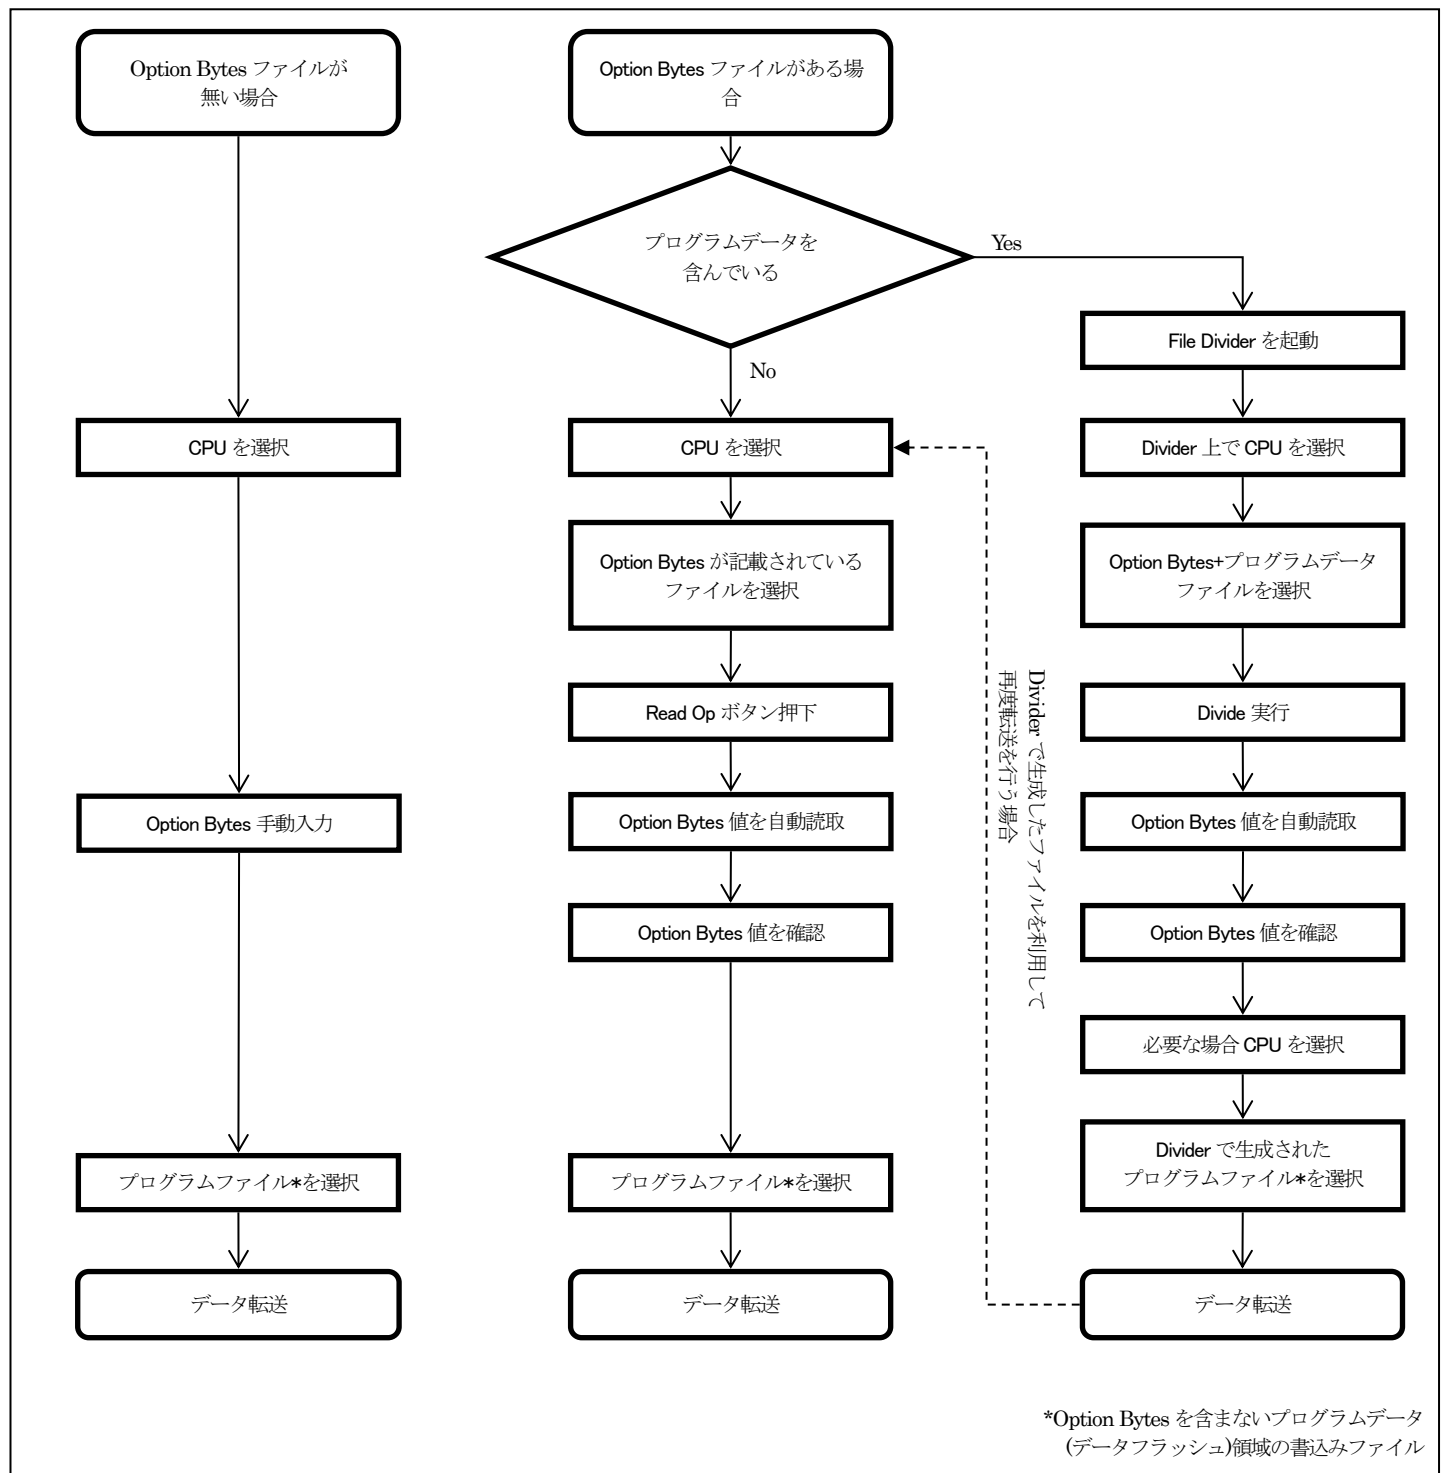 Option Bytes ファイルが
無い場合
Option Bytes ファイルがある場
合
プログラムデータを
含んでいる
Yes
No
File Divider を起動
CPU を選択
CPU を選択
Divider 上で CPU を選択
Option Bytes が記載されている
ファイルを選択
Option Bytes+プログラムデータ
ファイルを選択
Read Op ボタン押下
Divide 実行
Divider で生成したファイルを利用して
再度転送を行う場合
Option Bytes 手動入力
Option Bytes 値を自動読取
Option Bytes 値を自動読取
Option Bytes 値を確認
Option Bytes 値を確認
必要な場合 CPU を選択
プログラムファイル*を選択
プログラムファイル*を選択
Divider で生成された
プログラムファイル*を選択
データ転送
データ転送
データ転送
*Option Bytes を含まないプログラムデータ
(データフラッシュ)領域の書込みファイル